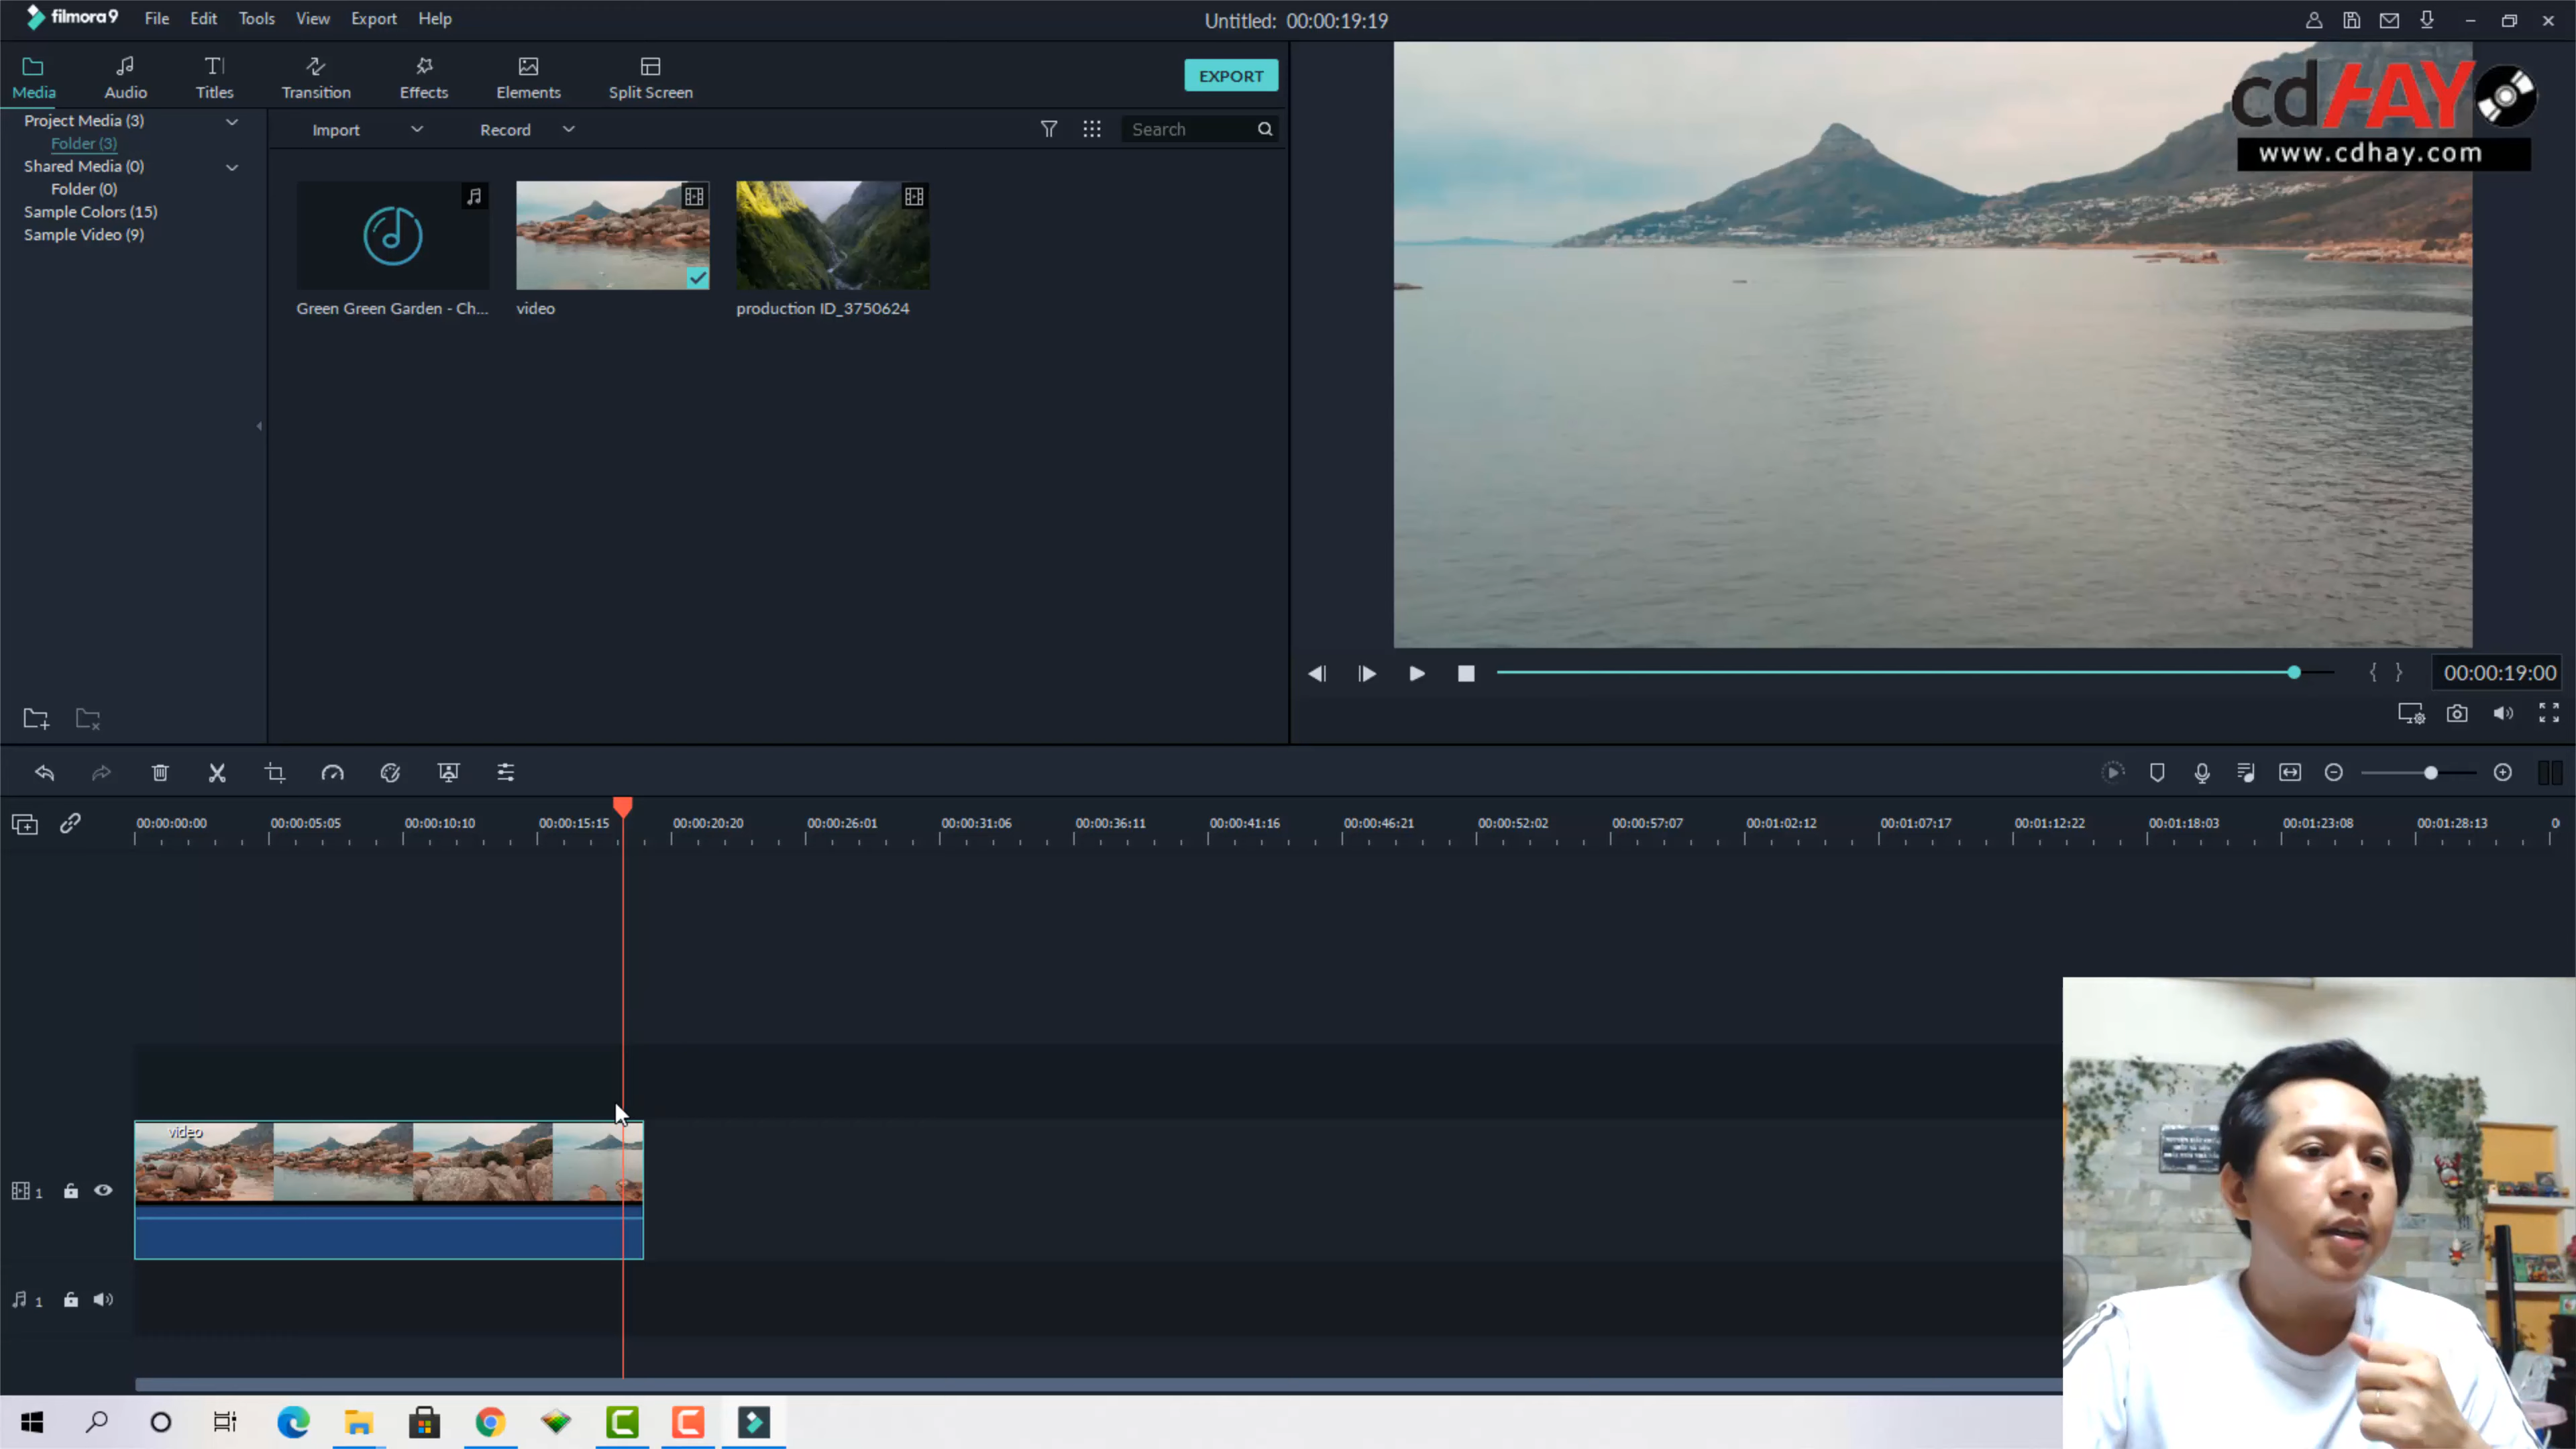 filmora9 File Edit Tools View Export Help
Untitled: 00:00:19:19
Media Audio Titles Transition Effects Elements Split Screen
EXPORT
Project Media (3)
Folder (3)
Shared Media (0)
Folder (0)
Sample Colors (15)
Sample Video (9)
Import Record Search
Green Green Garden - Ch...
video
production ID_3750624
cdHAY
www.cdhay.com
{ } 00:00:19:00
00:00:00:00 00:00:05:05 00:00:10:10 00:00:15:15 00:00:20:20 00:00:26:01 00:00:31:06 00:00:36:11 00:00:41:16 00:00:46:21 00:00:52:02 00:00:57:07 00:01:02:12 00:01:07:17 00:01:12:22 00:01:18:03 00:01:23:08 00:01:28:13
video
1
1